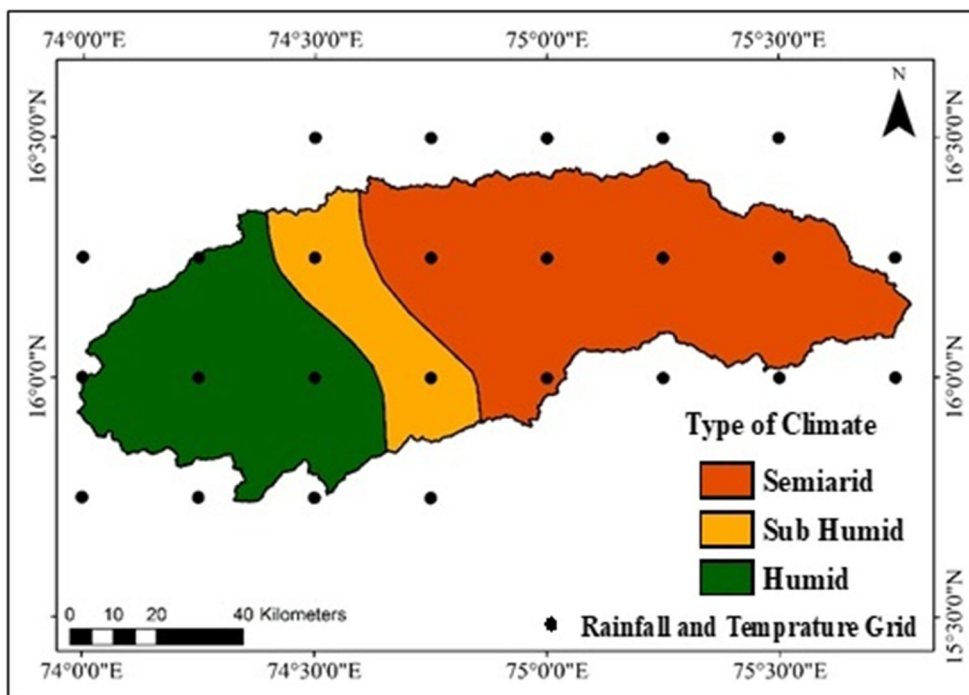 74°0'0"E 74°30'0"E 75°0'0"E 75°30'0"E
N
16°30'0"N 16°30'0"N
16°0'0"N 16°0'0"N
15°30'0"N
Type of Climate
Semiarid
Sub Humid
Humid
0 10 20 40 Kilometers
Rainfall and Temprature Grid
74°0'0"E 74°30'0"E 75°0'0"E 75°30'0"E